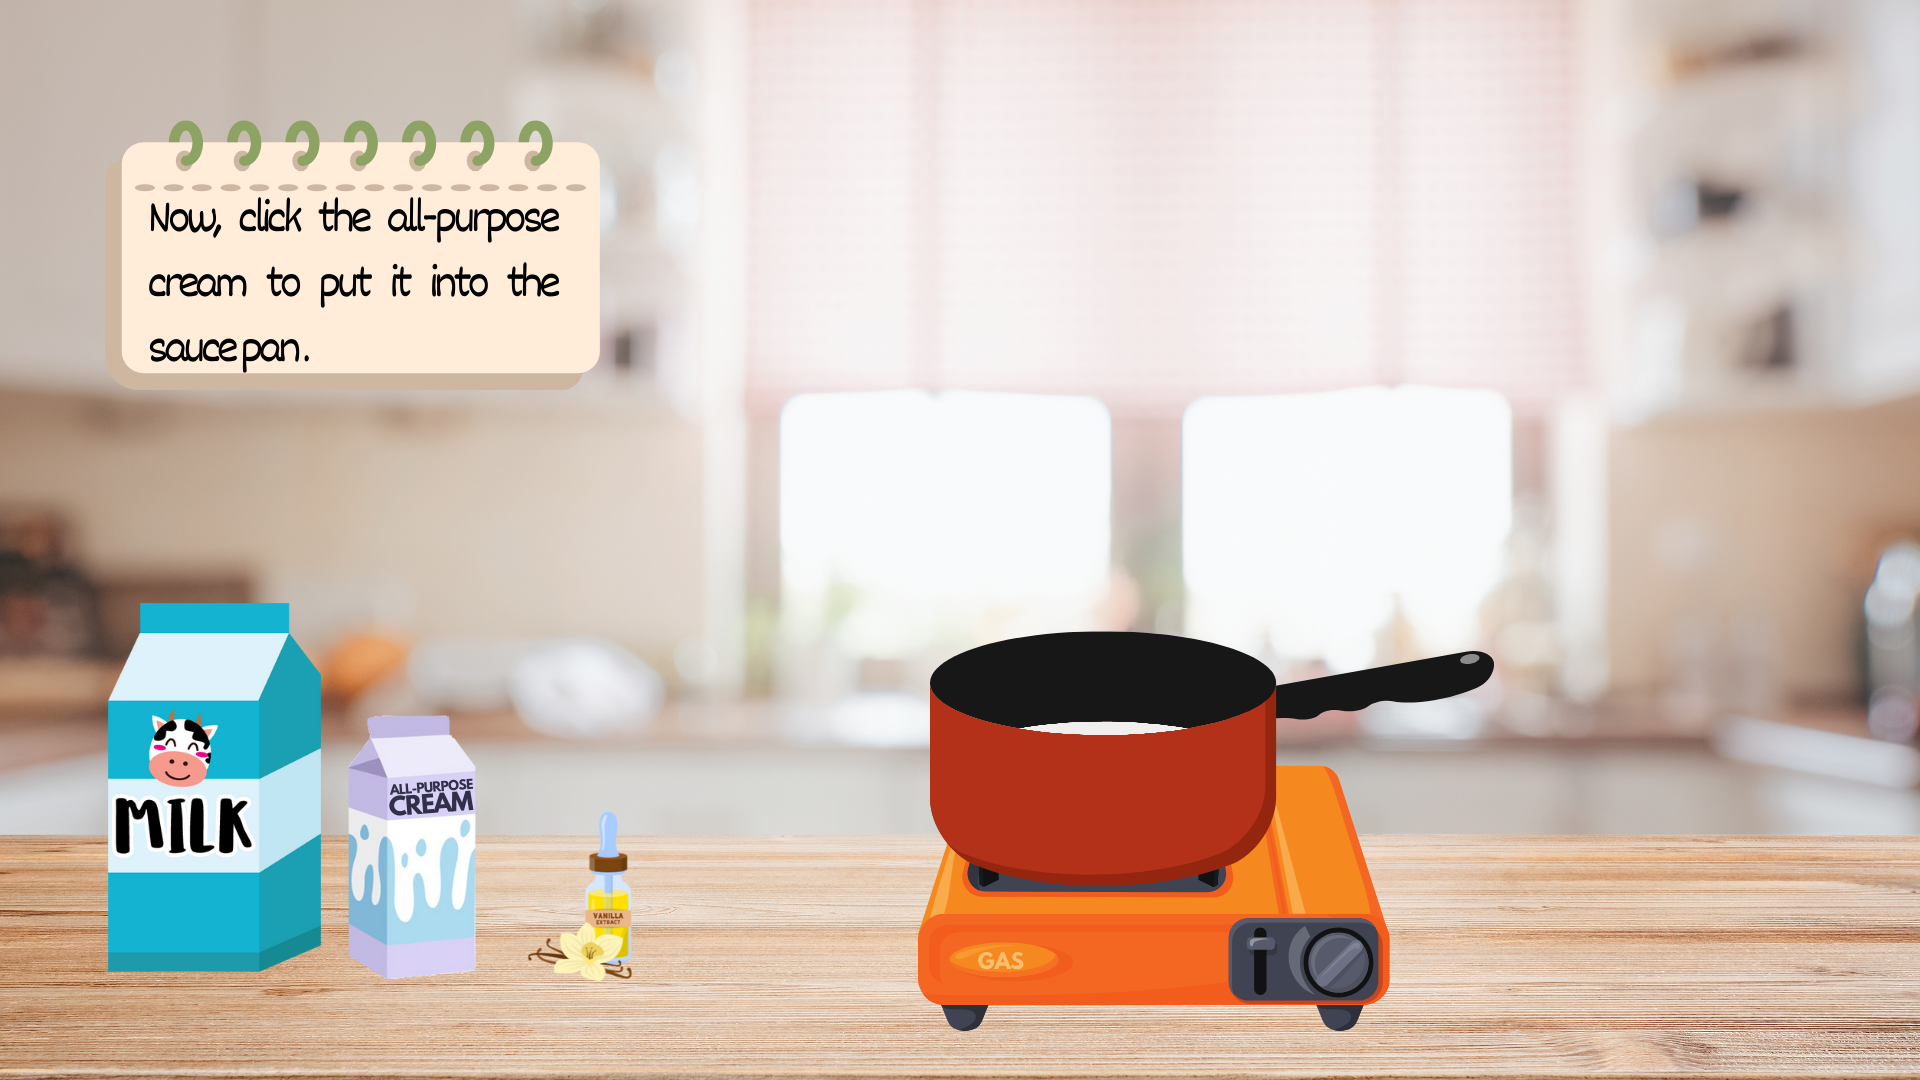 Now, click the all-purpose
cream to put it into the
saucepan.
MILK
ALL-PURPOSE
CREAM
VANILLA
EXTRACT
GAS